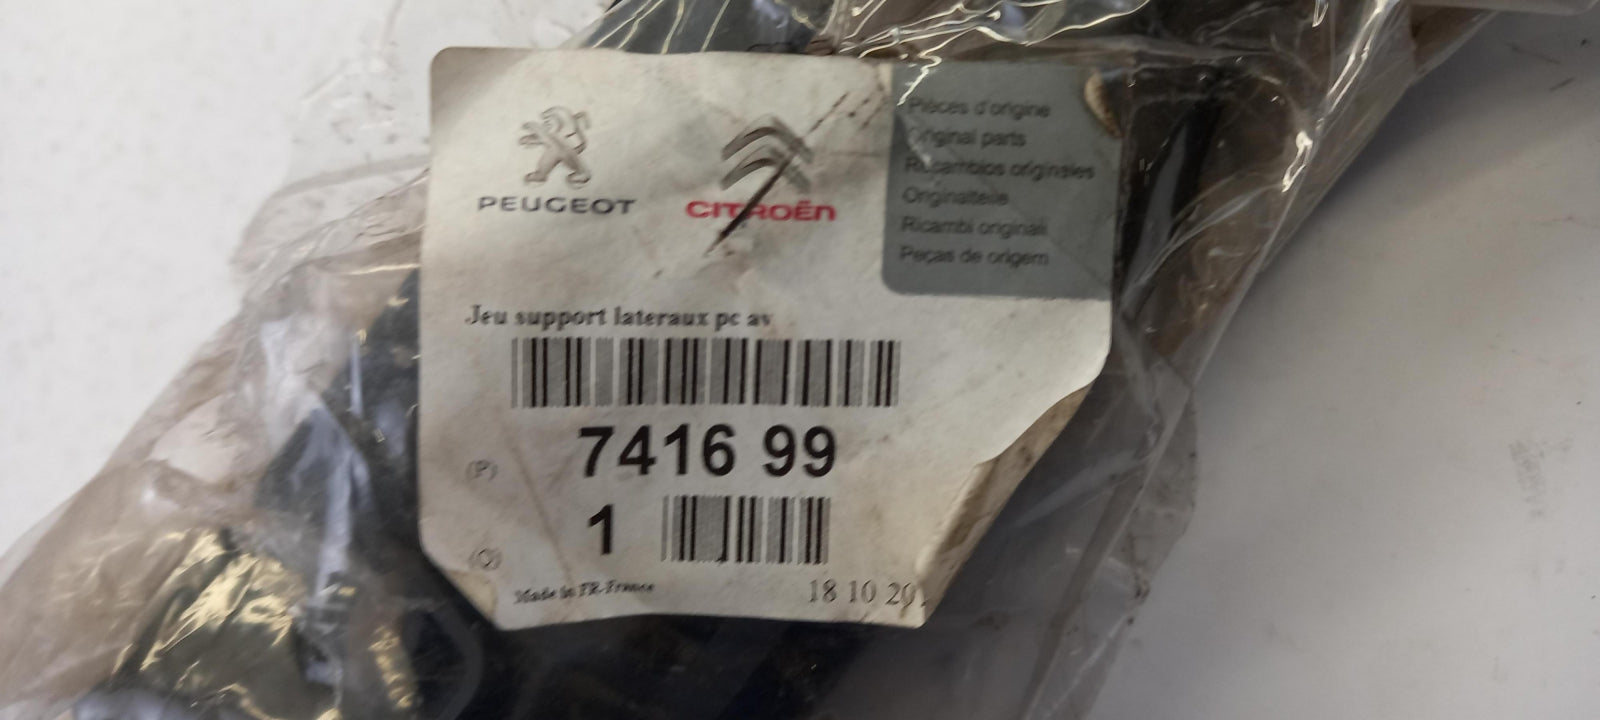 PEUGEOT
CITROËN
Pièces d'origine
Original parts
Recambios originales
Originalteile
Ricambi originali
Peças de origem
Jeu support lateraux pc av
(P) 7416 99
(Q) 1
Made in FR-France
18 10 20